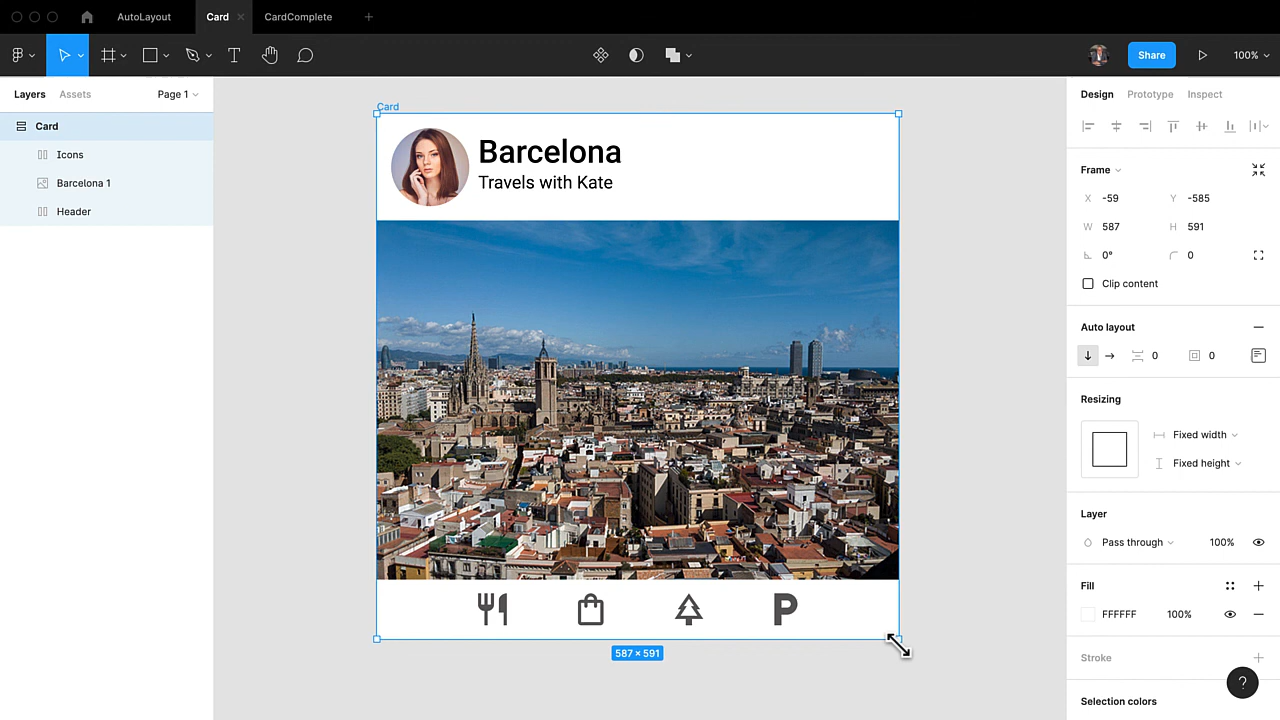 AutoLayout Card CardComplete
Share 100%
Layers Assets Page 1
Card
Icons
Barcelona 1
Header
Card
Barcelona
Travels with Kate
P
587 × 591
Design Prototype Inspect
Frame
X -59 Y -585
W 587 H 591
0° 0
Clip content
Auto layout
0 0
Resizing
Fixed width
Fixed height
Layer
Pass through 100%
Fill
FFFFFF 100%
Stroke
?
Selection colors